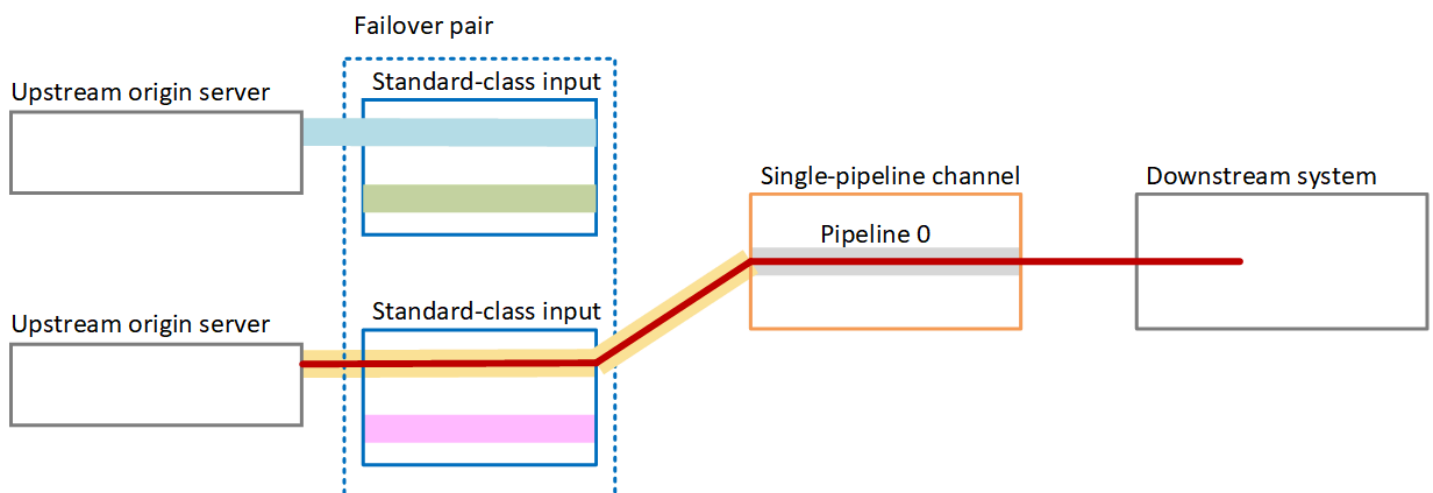 Failover pair
Standard-class input
Upstream origin server
Single-pipeline channel
Downstream system
Pipeline 0
Standard-class input
Upstream origin server